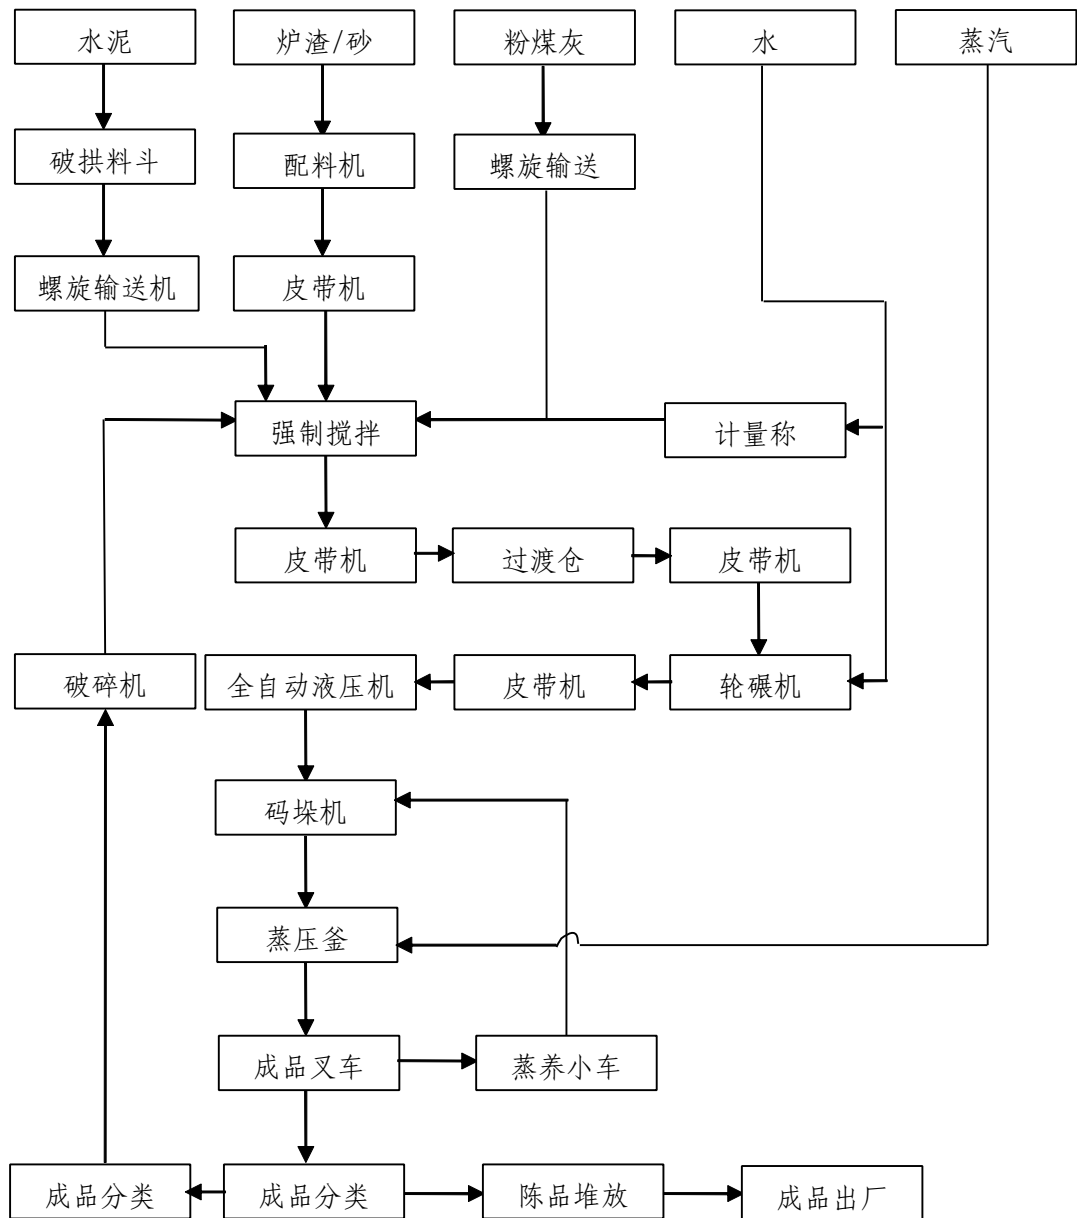 水泥
炉渣/砂
粉煤灰
水
蒸汽
破拱料斗
配料机
螺旋输送
螺旋输送机
皮带机
强制搅拌
计量称
皮带机
过渡仓
皮带机
破碎机
全自动液压机
皮带机
轮碾机
码垛机
蒸压釜
成品叉车
蒸养小车
成品分类
成品分类
陈品堆放
成品出厂